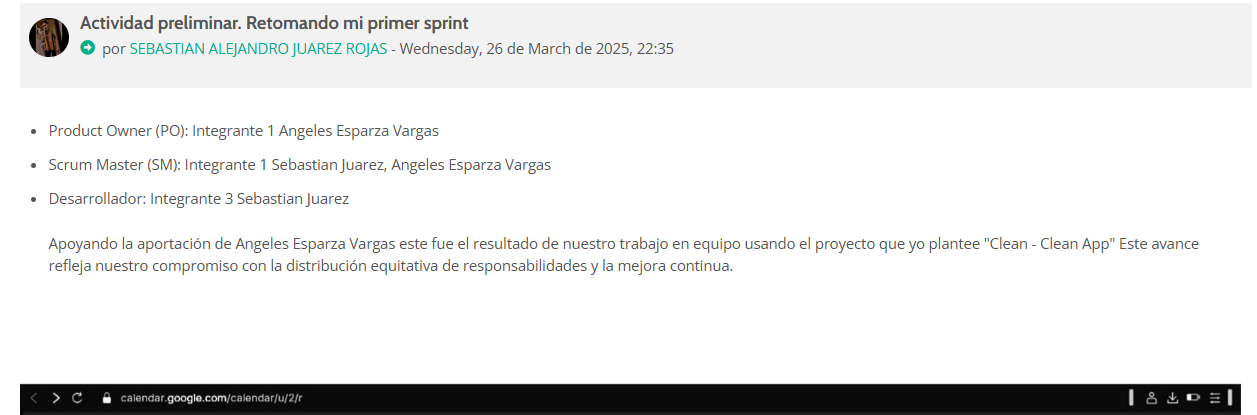 Actividad preliminar. Retomando mi primer sprint
por SEBASTIAN ALEJANDRO JUAREZ ROJAS - Wednesday, 26 de March de 2025, 22:35
• Product Owner (PO): Integrante 1 Angeles Esparza Vargas
• Scrum Master (SM): Integrante 1 Sebastian Juarez, Angeles Esparza Vargas
• Desarrollador: Integrante 3 Sebastian Juarez
Apoyando la aportación de Angeles Esparza Vargas este fue el resultado de nuestro trabajo en equipo usando el proyecto que yo plantee "Clean - Clean App" Este avance
refleja nuestro compromiso con la distribución equitativa de responsabilidades y la mejora continua.
calendar.google.com/calendar/u/2/r